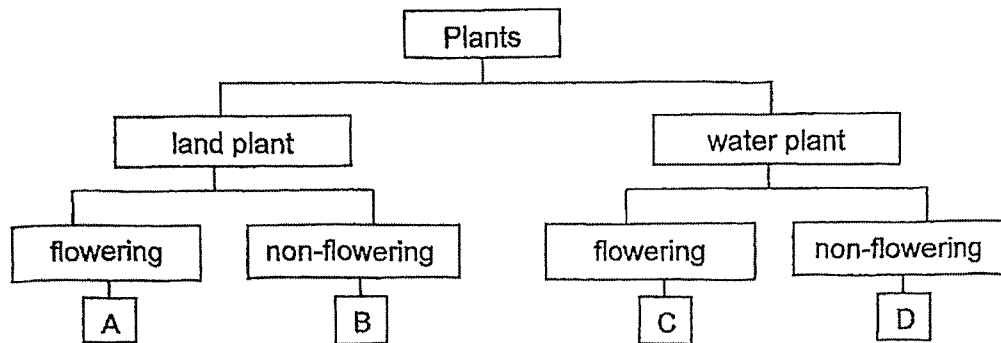 Plants
land plant
water plant
flowering
non-flowering
flowering
non-flowering
A
B
C
D